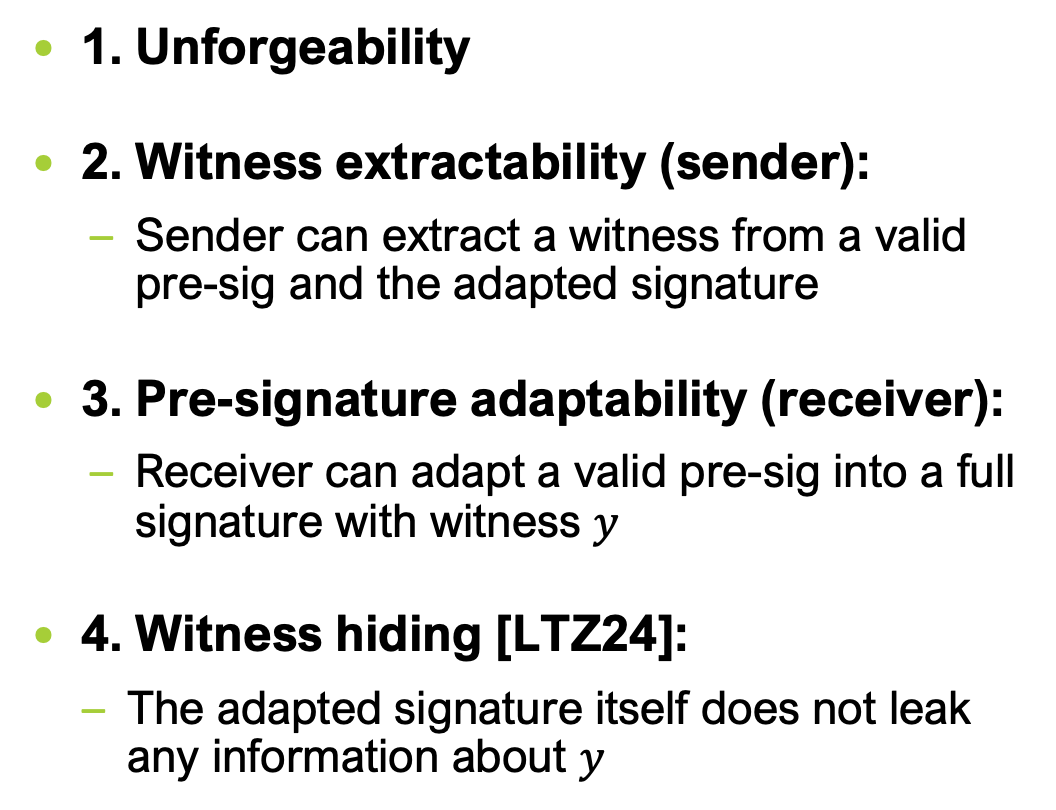 • 1. Unforgeability
• 2. Witness extractability (sender):
– Sender can extract a witness from a valid
pre-sig and the adapted signature
• 3. Pre-signature adaptability (receiver):
– Receiver can adapt a valid pre-sig into a full
signature with witness 𝑦
• 4. Witness hiding [LTZ24]:
– The adapted signature itself does not leak
any information about 𝑦